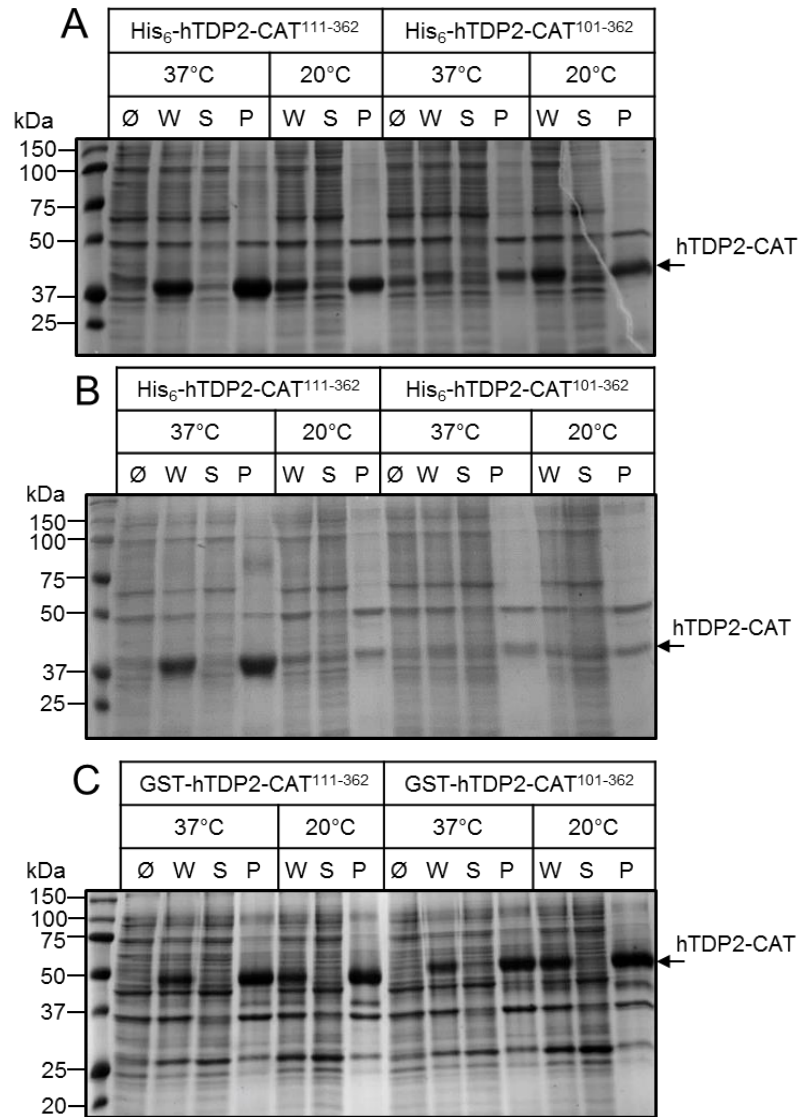 A
His₆-hTDP2-CAT¹¹¹⁻³⁶² His₆-hTDP2-CAT¹⁰¹⁻³⁶²
37°C 20°C 37°C 20°C
kDa Ø W S P W S P Ø W S P W S P
150
100
75
50
hTDP2-CAT
37
25
B
His₆-hTDP2-CAT¹¹¹⁻³⁶² His₆-hTDP2-CAT¹⁰¹⁻³⁶²
37°C 20°C 37°C 20°C
Ø W S P W S P Ø W S P W S P
kDa
150
100
75
50
hTDP2-CAT
37
25
C
GST-hTDP2-CAT¹¹¹⁻³⁶² GST-hTDP2-CAT¹⁰¹⁻³⁶²
37°C 20°C 37°C 20°C
kDa Ø W S P W S P Ø W S P W S P
150
100
75
hTDP2-CAT
50
37
25
20